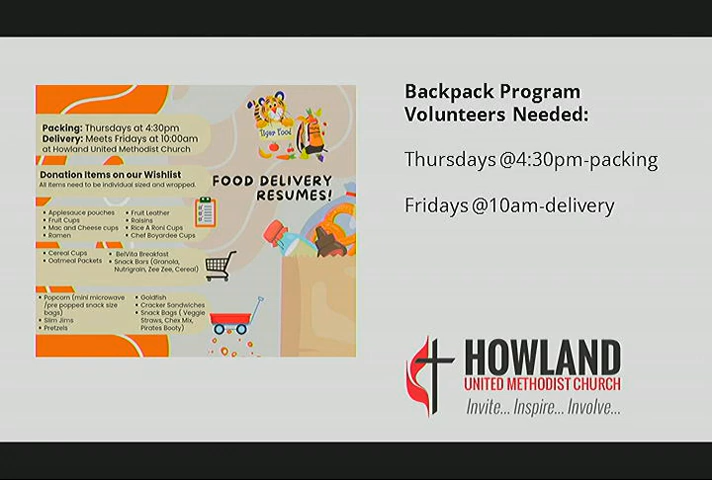 Packing: Thursdays at 4:30pm
Delivery: Meets Fridays at 10:00am
at Howland United Methodist Church
Donation Items on our Wishlist
All items need to be individual sized and wrapped.
Tiger Food
FOOD DELIVERY
RESUMES!
• Applesauce pouches
• Fruit Cups
• Mac and Cheese cups
• Ramen
• Fruit Leather
• Raisins
• Rice A Roni Cups
• Chef Boyardee Cups
• Cereal Cups
• Oatmeal Packets
• BelVita Breakfast
• Snack Bars (Granola,
Nutrigrain, Zee Zee, Cereal)
• Popcorn (mini microwave
/pre popped snack size
bags)
• Slim Jims
• Pretzels
• Goldfish
• Cracker Sandwiches
• Snack Bags ( Veggie
Straws, Chex Mix,
Pirates Booty)
Backpack Program
Volunteers Needed:
Thursdays @4:30pm-packing
Fridays @10am-delivery
HOWLAND
UNITED METHODIST CHURCH
Invite... Inspire... Involve...